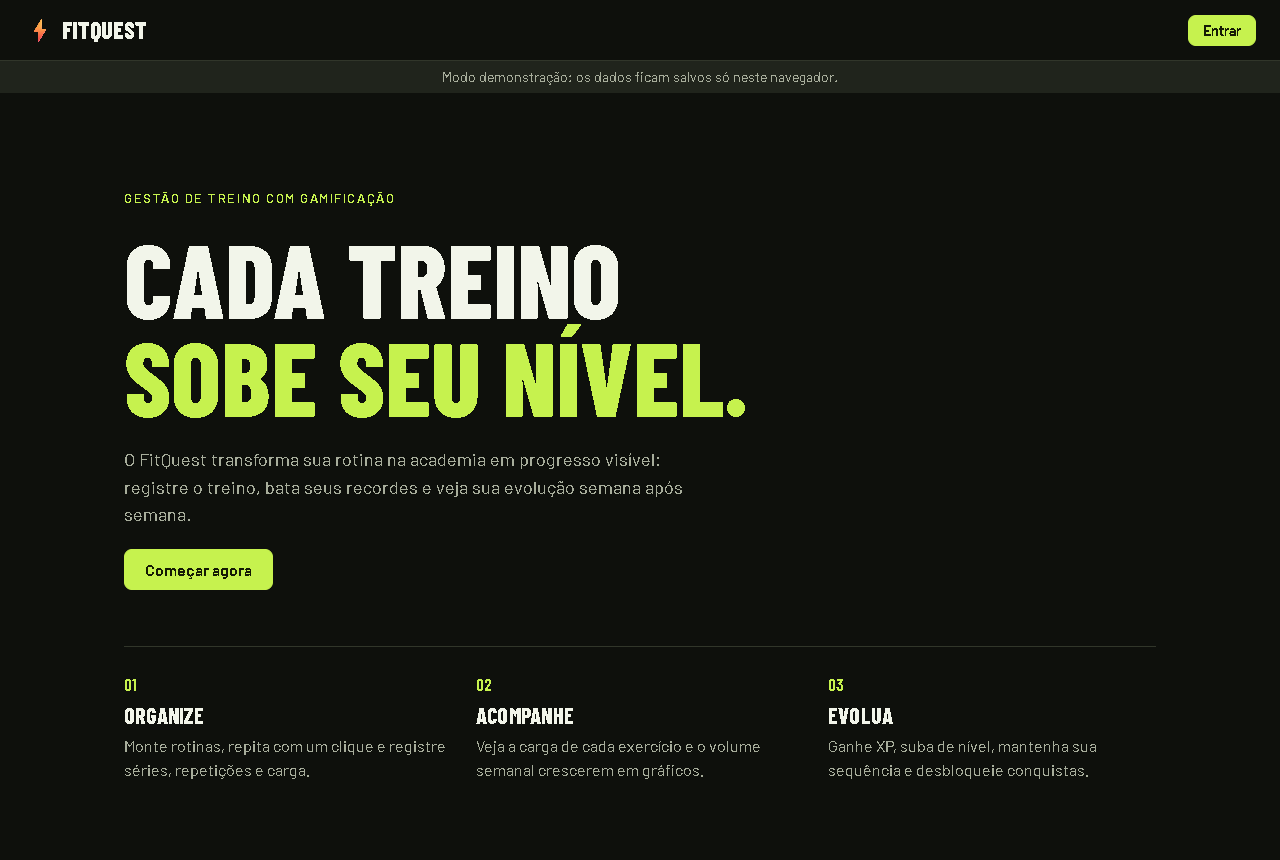 FITQUEST
Entrar
Modo demonstração: os dados ficam salvos só neste navegador.
GESTÃO DE TREINO COM GAMIFICAÇÃO
CADA TREINO
SOBE SEU NÍVEL.
O FitQuest transforma sua rotina na academia em progresso visível:
registre o treino, bata seus recordes e veja sua evolução semana após
semana.
Começar agora
01
ORGANIZE
Monte rotinas, repita com um clique e registre
séries, repetições e carga.
02
ACOMPANHE
Veja a carga de cada exercício e o volume
semanal crescerem em gráficos.
03
EVOLUA
Ganhe XP, suba de nível, mantenha sua
sequência e desbloqueie conquistas.